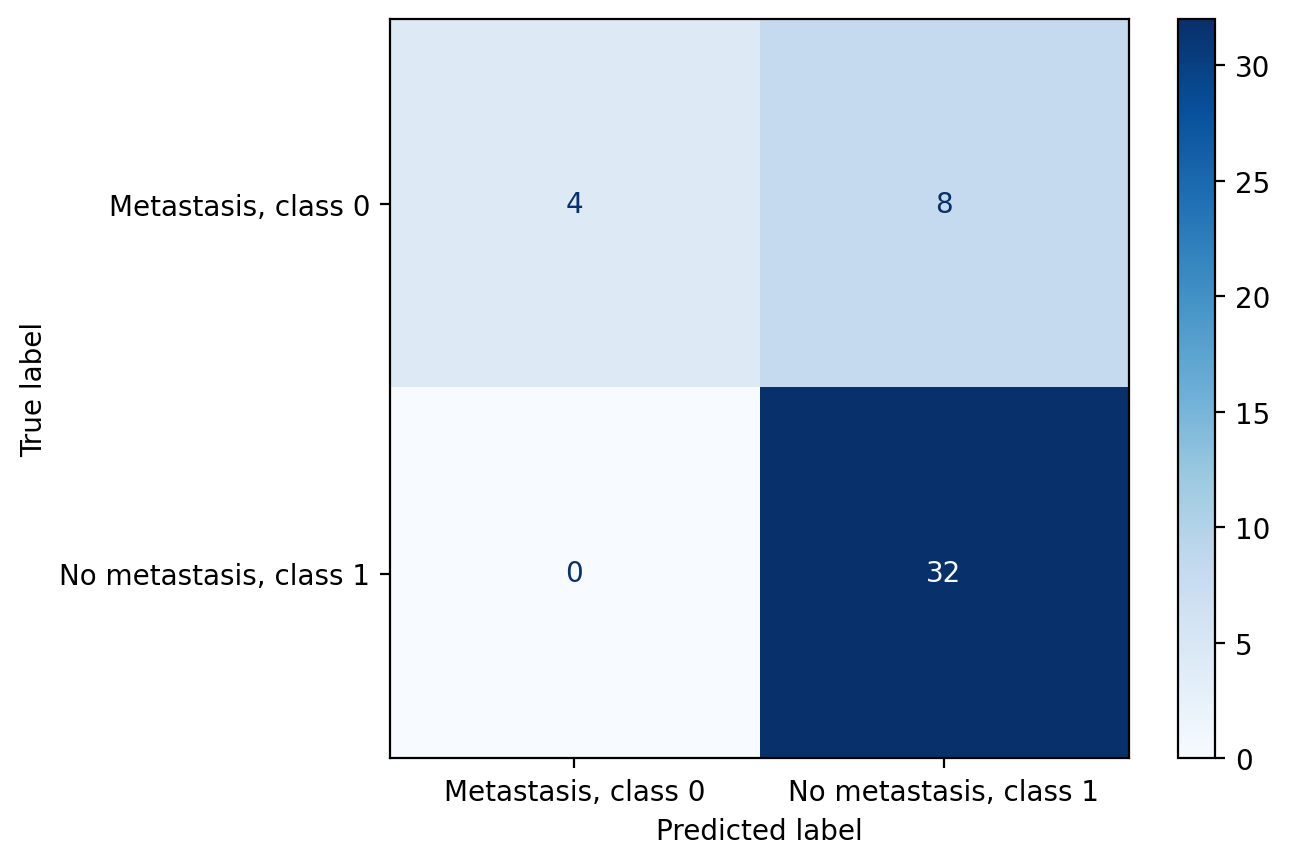 True label
Metastasis, class 0
No metastasis, class 1
4
8
0
32
Metastasis, class 0
No metastasis, class 1
Predicted label
30
25
20
15
10
5
0